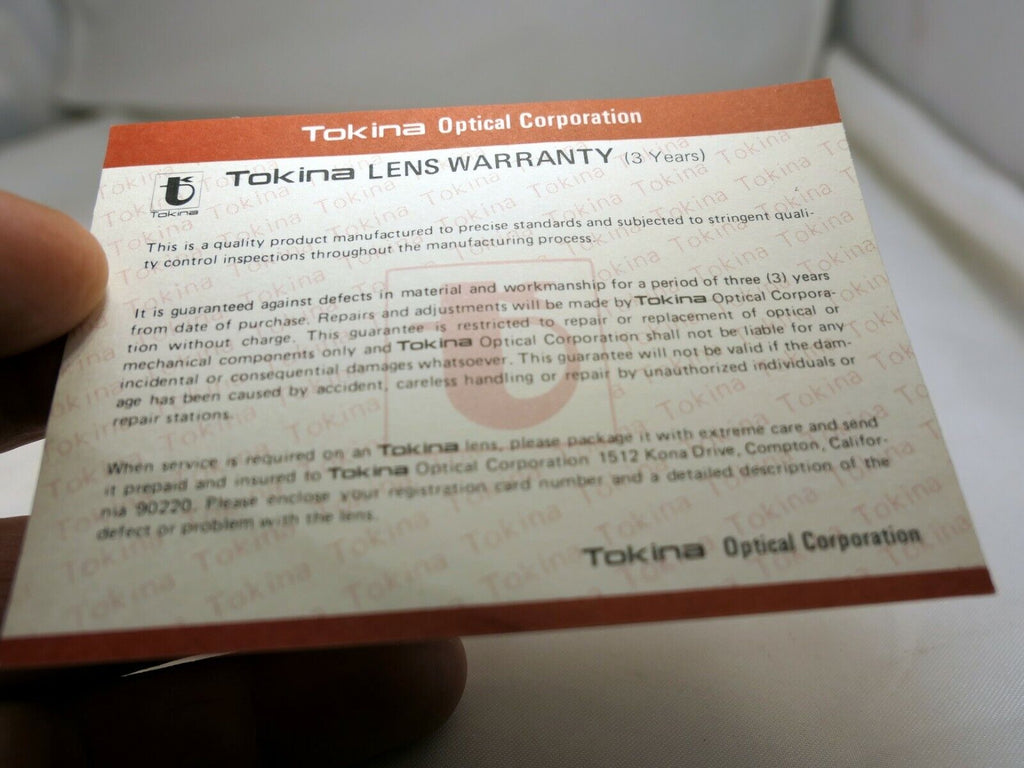 Tokina Optical Corporation
Tokina LENS WARRANTY (3 Years)
Tokina
This is a quality product manufactured to precise standards and subjected to stringent quali-
ty control inspections throughout the manufacturing process.
It is guaranteed against defects in material and workmanship for a period of three (3) years
from date of purchase. Repairs and adjustments will be made by Tokina Optical Corpora-
tion without charge. This guarantee is restricted to repair or replacement of optical or
mechanical components only and Tokina Optical Corporation shall not be liable for any
incidental or consequential damages whatsoever. This guarantee will not be valid if the dam-
age has been caused by accident, careless handling or repair by unauthorized individuals or
repair stations.
When service is required on an Tokina lens, please package it with extreme care and send
it prepaid and insured to Tokina Optical Corporation 1512 Kona Drive, Compton, Califor-
nia 90220. Please enclose your registration card number and a detailed description of the
defect or problem with the lens.
Tokina Optical Corporation